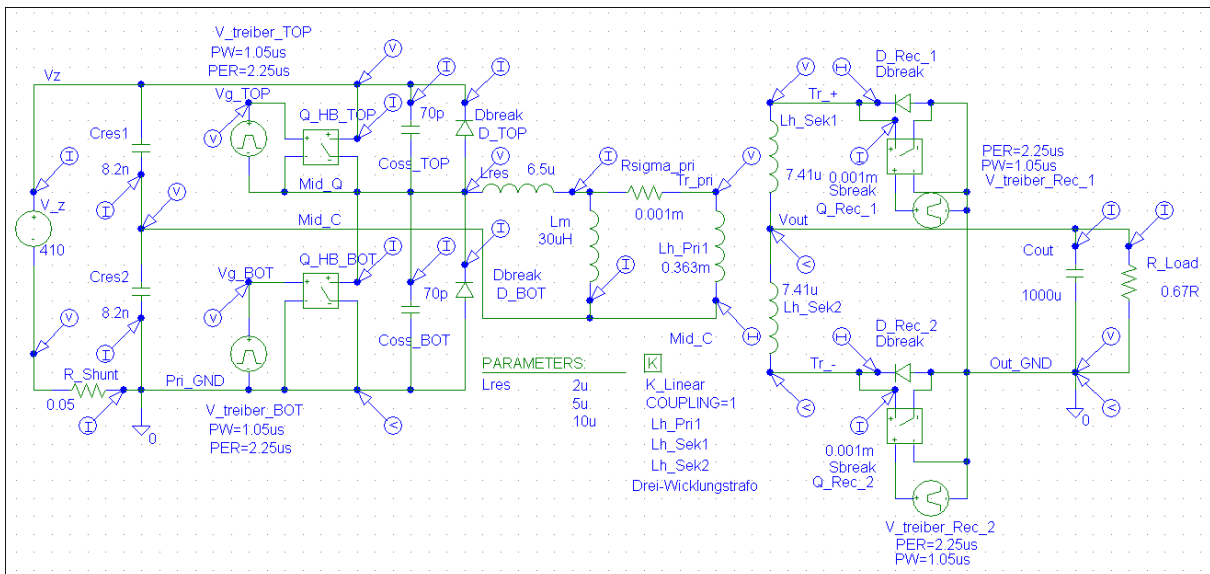 V_treiber_TOP
PW=1.05us
PER=2.25us
Vz
Vg_TOP
Q_HB_TOP
70p
Dbreak
D_TOP
Cres1
8.2n
Coss_TOP
Mid_Q
Lres
6.5u
Rsigma_pri
Tr_pri
0.001m
V_z
410
Mid_C
Lm
30uH
Lh_Pri1
0.363m
Cres2
8.2n
Vg_BOT
Q_HB_BOT
70p
Dbreak
D_BOT
Coss_BOT
Mid_C
R_Shunt
0.05
Pri_GND
0
V_treiber_BOT
PW=1.05us
PER=2.25us
PARAMETERS:
Lres
2u
5u
10u
K
K_Linear
COUPLING=1
Lh_Pri1
Lh_Sek1
Lh_Sek2
Drei-Wicklungstrafo
D_Rec_1
Dbreak
Tr_+
Lh_Sek1
7.41u
PER=2.25us
PW=1.05us
V_treiber_Rec_1
0.001m
Sbreak
Q_Rec_1
Vout
7.41u
Lh_Sek2
Cout
1000u
R_Load
0.67R
D_Rec_2
Dbreak
Tr_-
Out_GND
0
0.001m
Sbreak
Q_Rec_2
V_treiber_Rec_2
PER=2.25us
PW=1.05us